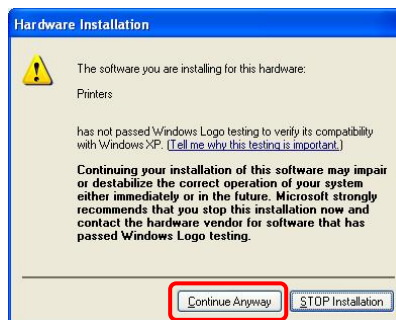 Hardware Installation
The software you are installing for this hardware:
Printers
has not passed Windows Logo testing to verify its compatibility
with Windows XP. (Tell me why this testing is important.)
Continuing your installation of this software may impair
or destabilize the correct operation of your system
either immediately or in the future. Microsoft strongly
recommends that you stop this installation now and
contact the hardware vendor for software that has
passed Windows Logo testing.
Continue Anyway
STOP Installation